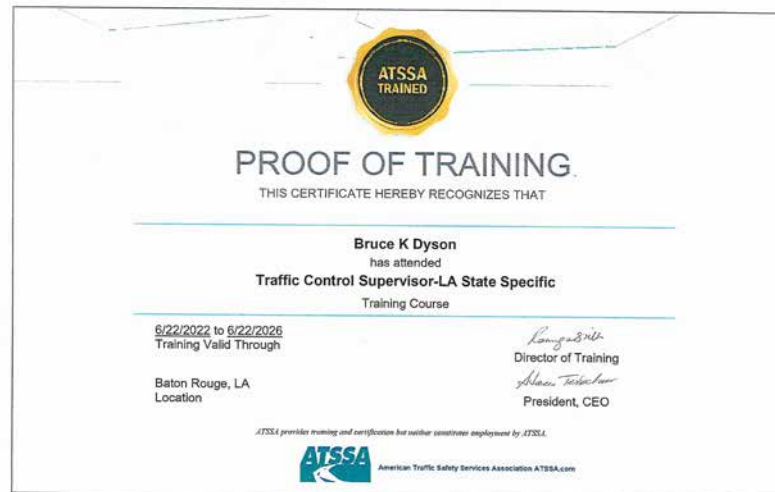 ATSSA
TRAINED
PROOF OF TRAINING
THIS CERTIFICATE HEREBY RECOGNIZES THAT
Bruce K Dyson
has attended
Traffic Control Supervisor-LA State Specific
Training Course
6/22/2022 to 6/22/2026
Training Valid Through
Director of Training
Baton Rouge, LA
Location
President, CEO
ATSSA provides training and certification but neither constitutes employment by ATSSA.
ATSSA
American Traffic Safety Services Association ATSSA.com